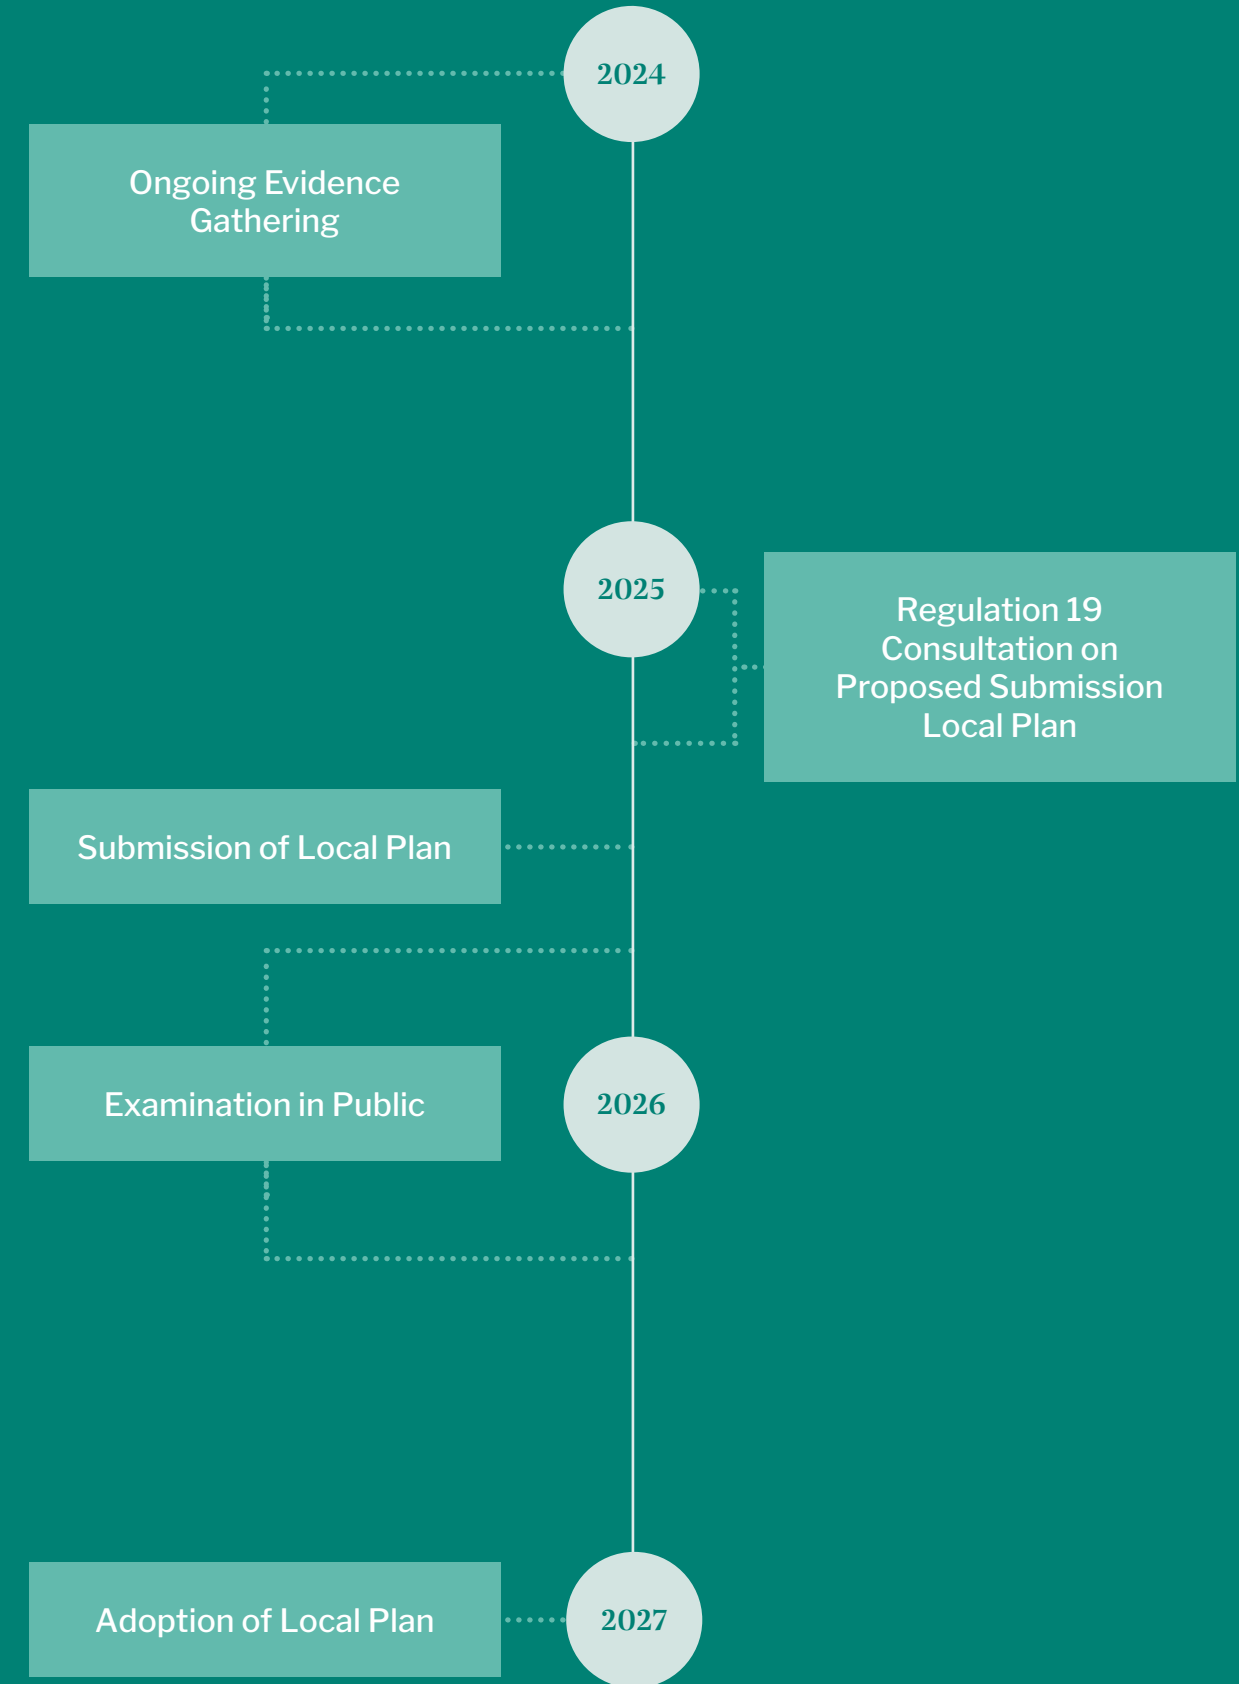 2024
Ongoing Evidence
Gathering
2025
Regulation 19
Consultation on
Proposed Submission
Local Plan
Submission of Local Plan
Examination in Public
2026
Adoption of Local Plan
2027